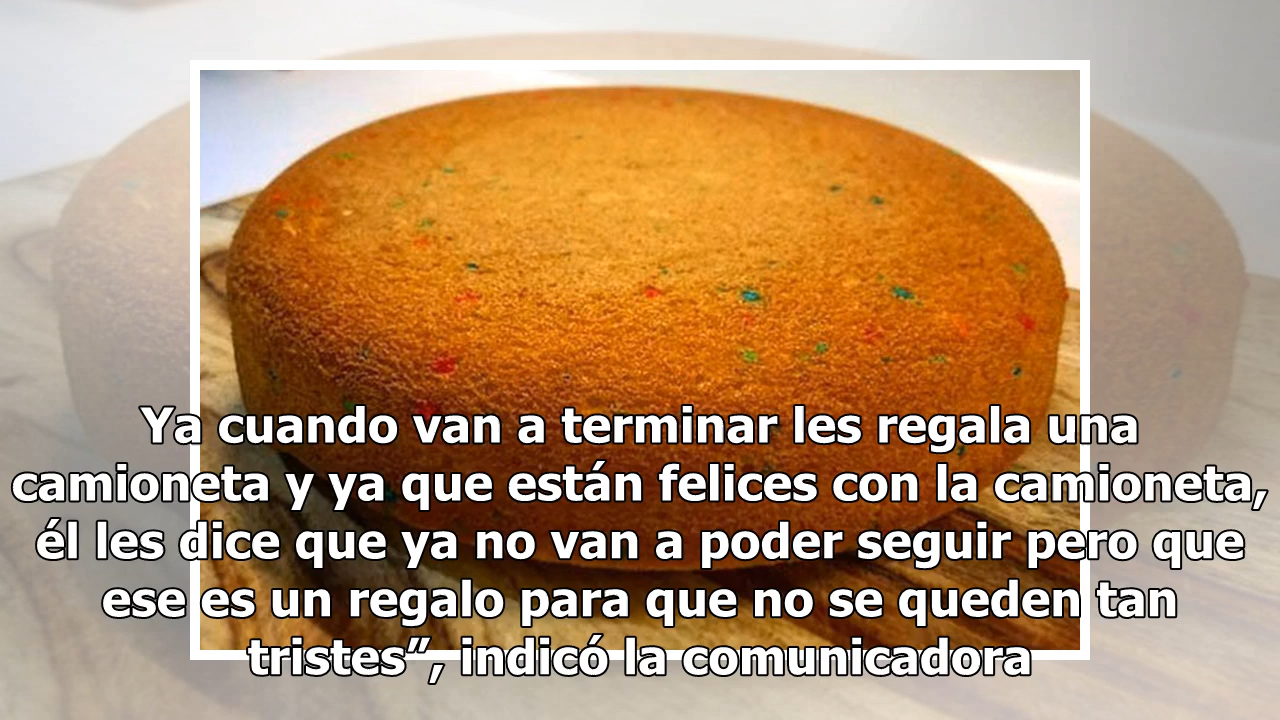 Ya cuando van a terminar les regala una
camioneta y ya que están felices con la camioneta,
él les dice que ya no van a poder seguir pero que
ese es un regalo para que no se queden tan
tristes”, indicó la comunicadora